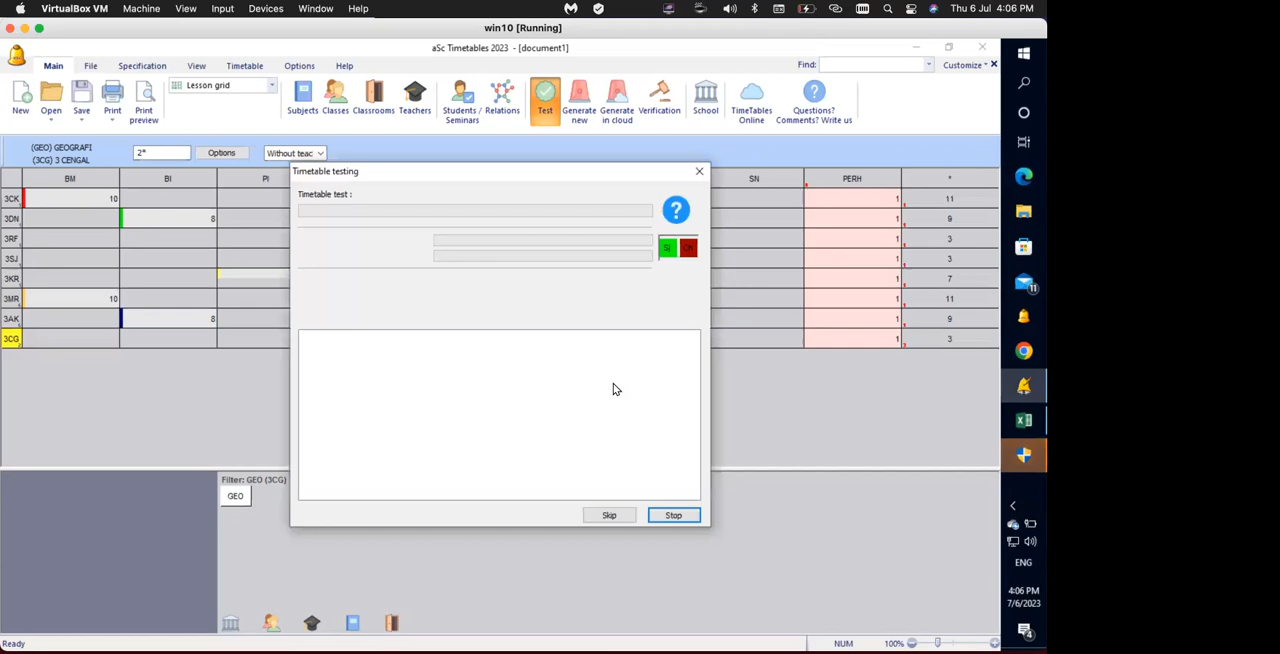 VirtualBox VM Machine View Input Devices Window Help Thu 6 Jul 4:06 PM
win10 [Running]
aSc Timetables 2023 - [document1]
Main File Specification View Timetable Options Help Find: Customize
New Open Save Print Print preview Lesson grid Subjects Classes Classrooms Teachers Students / Seminars Relations Test Generate new Generate in cloud Verification School TimeTables Online Questions? Comments? Write us
(GEO) GEOGRAFI
(3CG) 3 CENGAL
2* Options Without teac
Timetable testing
BM BI PI SN PERH *
Timetable test :
3CK 10 1 11
3DN 8 1 9
3RF 1 3
3SJ 1 3
3KR 1 7
3MR 10 1 11
3AK 8 1 9
3CG 1 3
Filter: GEO (3CG)
GEO
Skip Stop
11
ENG
4:06 PM
7/6/2023
4
Ready NUM 100%